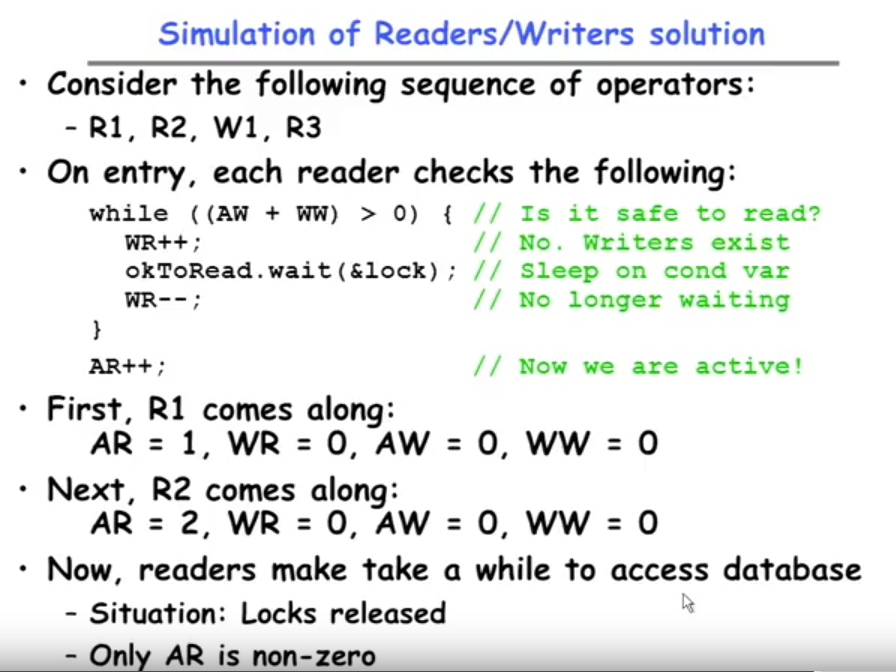 Simulation of Readers/Writers solution
• Consider the following sequence of operators:
– R1, R2, W1, R3
• On entry, each reader checks the following:
while ((AW + WW) > 0) { // Is it safe to read?
WR++; // No. Writers exist
okToRead.wait(&lock); // Sleep on cond var
WR--; // No longer waiting
}
AR++; // Now we are active!
• First, R1 comes along:
AR = 1, WR = 0, AW = 0, WW = 0
• Next, R2 comes along:
AR = 2, WR = 0, AW = 0, WW = 0
• Now, readers make take a while to access database
– Situation: Locks released
– Only AR is non-zero